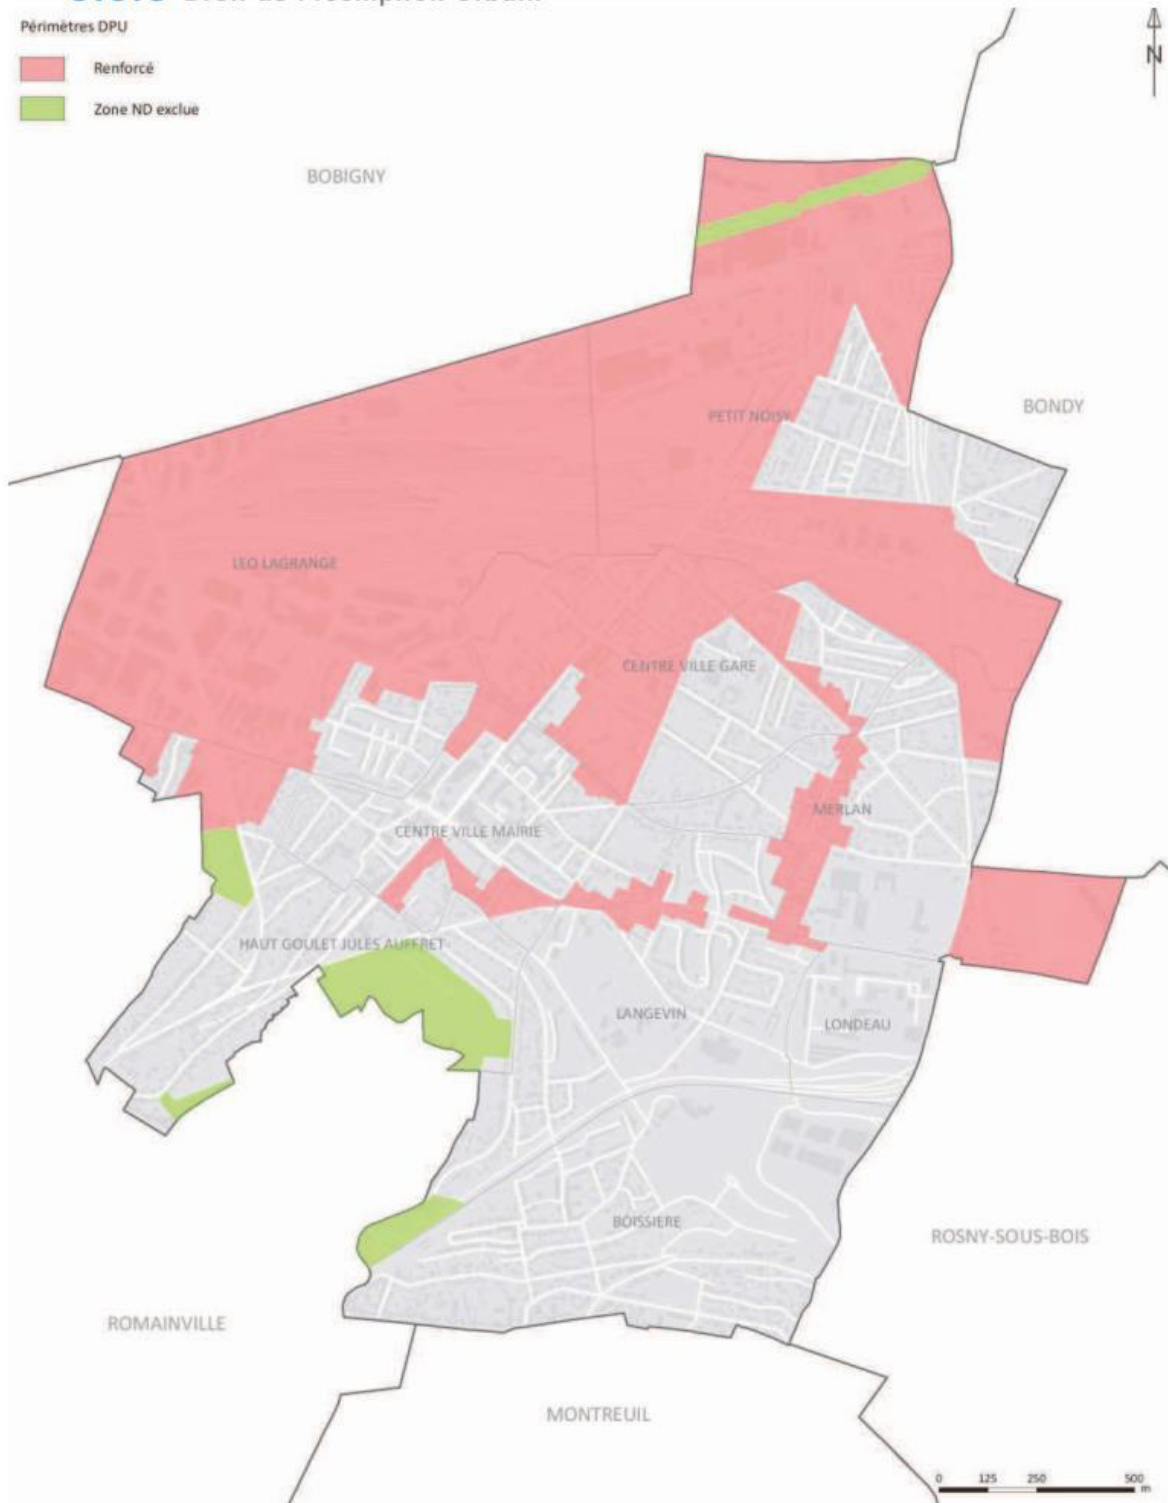 Périmètres DPU
Renforcé
Zone ND exclue
N
BOBIGNY
PETIT NOISY
BONDY
LEO LAGRANGE
CENTRE VILLE GARE
MERLAN
CENTRE VILLE MAIRIE
HAUT GOULET JULES AUFFRET
LANGEVIN
LONDEAU
BOISSIERE
ROSNY-SOUS-BOIS
ROMAINVILLE
MONTREUIL
0 125 250 500
m